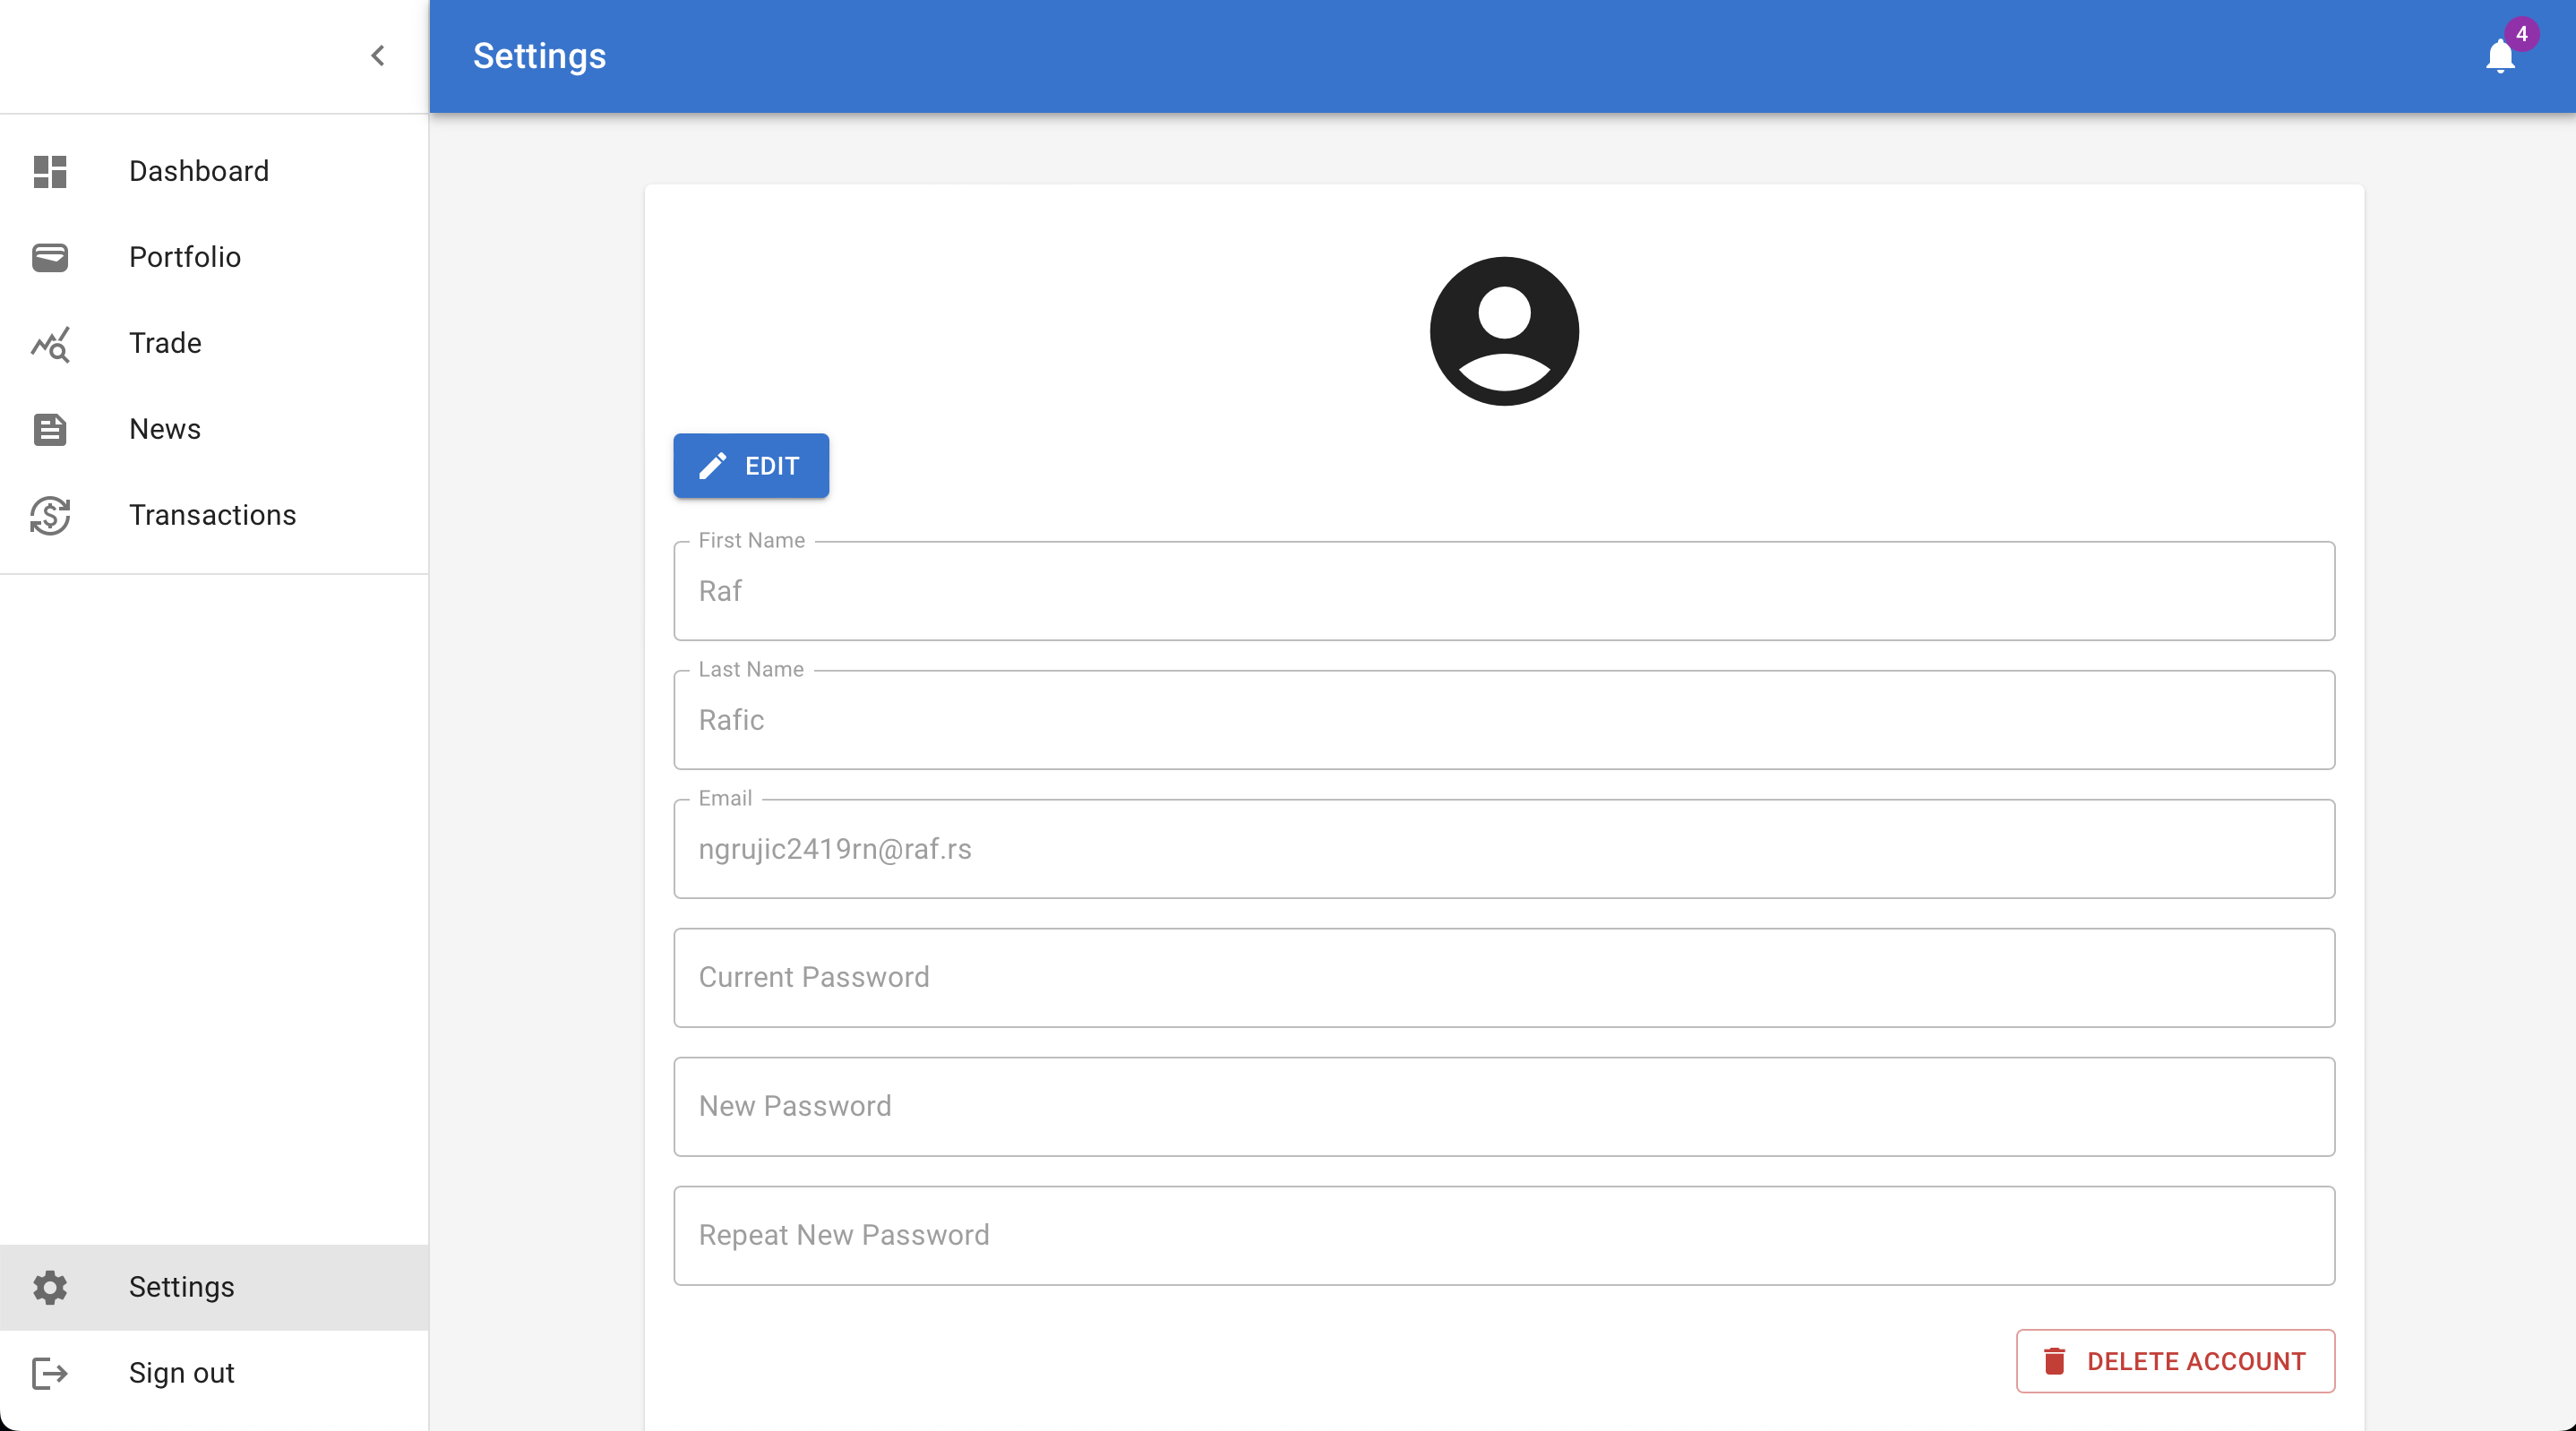 Settings
4
Dashboard
Portfolio
Trade
News
Transactions
Settings
Sign out
EDIT
First Name
Raf
Last Name
Rafic
Email
ngrujic2419rn@raf.rs
Current Password
New Password
Repeat New Password
DELETE ACCOUNT